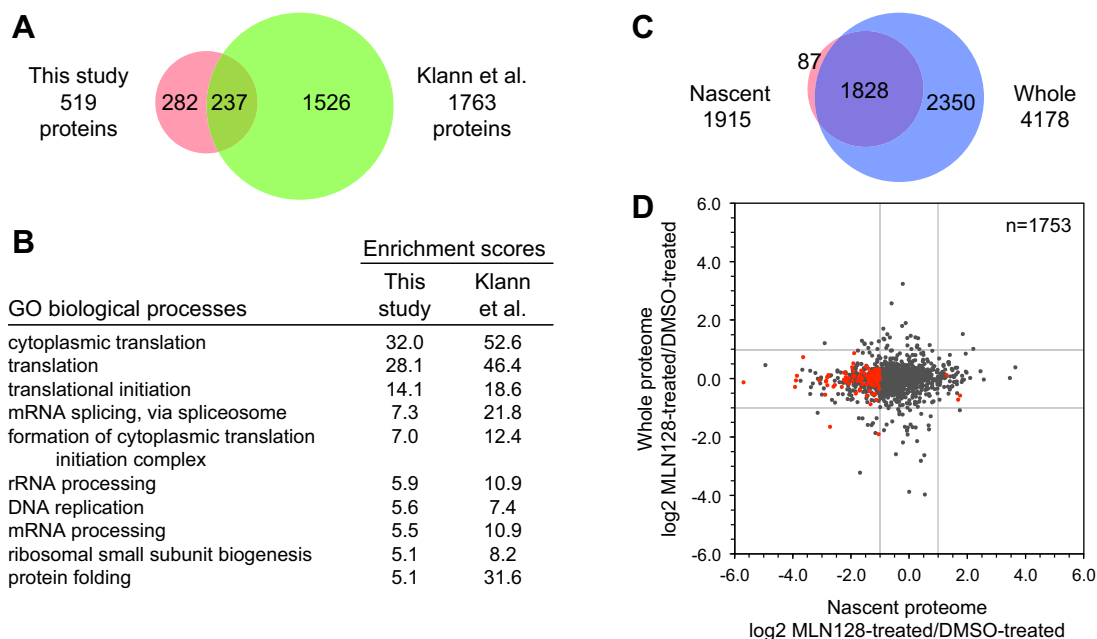 A
This study
519
proteins
282
237
1526
Klann et al.
1763
proteins
B
Enrichment scores
GO biological processes
This
study
Klann
et al.
cytoplasmic translation 32.0 52.6
translation 28.1 46.4
translational initiation 14.1 18.6
mRNA splicing, via spliceosome 7.3 21.8
formation of cytoplasmic translation 7.0 12.4
initiation complex
rRNA processing 5.9 10.9
DNA replication 5.6 7.4
mRNA processing 5.5 10.9
ribosomal small subunit biogenesis 5.1 8.2
protein folding 5.1 31.6
C
87
Nascent
1915
1828
2350
Whole
4178
D
Whole proteome
log2 MLN128-treated/DMSO-treated
6.0
4.0
2.0
0.0
-2.0
-4.0
-6.0
n=1753
-6.0 -4.0 -2.0 0.0 2.0 4.0 6.0
Nascent proteome
log2 MLN128-treated/DMSO-treated